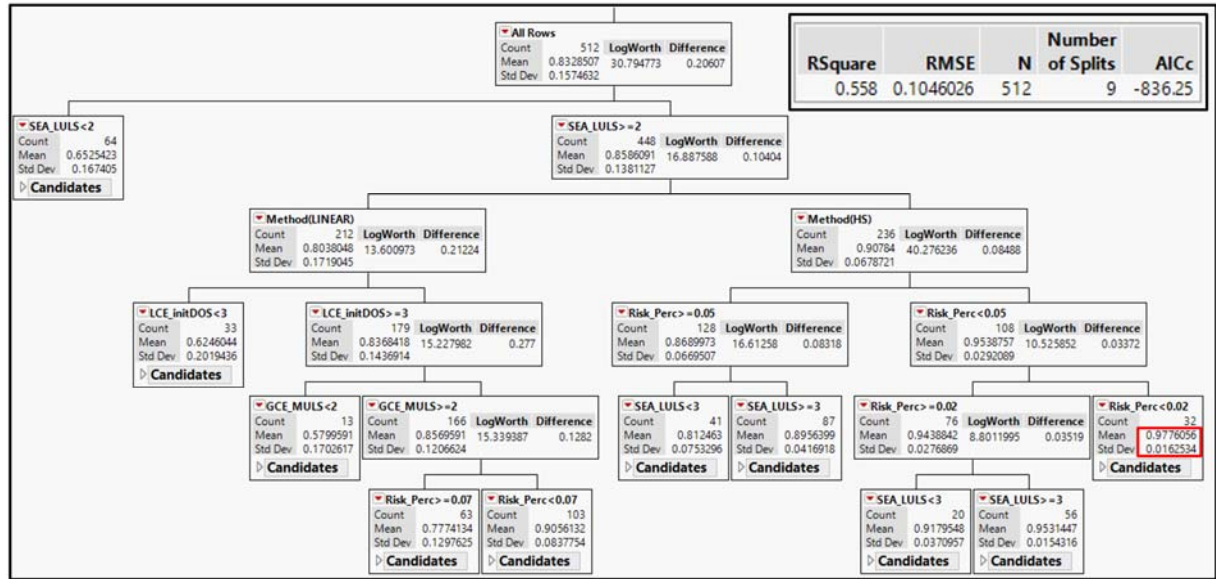 All Rows
Count 512 LogWorth Difference
Mean 0.8328507 30.794773 0.20607
Std Dev 0.1574632
RSquare RMSE N Number of Splits AICc
0.558 0.1046026 512 9 -836.25
SEA_LULS<2
Count 64
Mean 0.6525423
Std Dev 0.167405
Candidates
SEA_LULS>=2
Count 448 LogWorth Difference
Mean 0.8586091 16.887588 0.10404
Std Dev 0.1381127
Method(LINEAR)
Count 212 LogWorth Difference
Mean 0.8038048 13.600973 0.21224
Std Dev 0.1719045
Method(HS)
Count 236 LogWorth Difference
Mean 0.90784 40.276236 0.08488
Std Dev 0.0678721
LCE_initDOS<3
Count 33
Mean 0.6246044
Std Dev 0.2019436
Candidates
LCE_initDOS>=3
Count 179 LogWorth Difference
Mean 0.8368418 15.227982 0.277
Std Dev 0.1436914
Risk_Perc>=0.05
Count 128 LogWorth Difference
Mean 0.8689973 16.61258 0.08318
Std Dev 0.0669507
Risk_Perc<0.05
Count 108 LogWorth Difference
Mean 0.9538757 10.525852 0.03372
Std Dev 0.0292089
GCE_MULS<2
Count 13
Mean 0.5799591
Std Dev 0.1702617
Candidates
GCE_MULS>=2
Count 166 LogWorth Difference
Mean 0.8569591 15.339387 0.1282
Std Dev 0.1206624
SEA_LULS<3
Count 41
Mean 0.812463
Std Dev 0.0753296
Candidates
SEA_LULS>=3
Count 87
Mean 0.8956399
Std Dev 0.0416918
Candidates
Risk_Perc>=0.02
Count 76 LogWorth Difference
Mean 0.9438842 8.8011995 0.03519
Std Dev 0.0276869
Risk_Perc<0.02
Count 32
Mean 0.9776056
Std Dev 0.0162534
Candidates
Risk_Perc>=0.07
Count 63
Mean 0.7774134
Std Dev 0.1297625
Candidates
Risk_Perc<0.07
Count 103
Mean 0.9056132
Std Dev 0.0837754
Candidates
SEA_LULS<3
Count 20
Mean 0.9179548
Std Dev 0.0370957
Candidates
SEA_LULS>=3
Count 56
Mean 0.9531447
Std Dev 0.0154316
Candidates